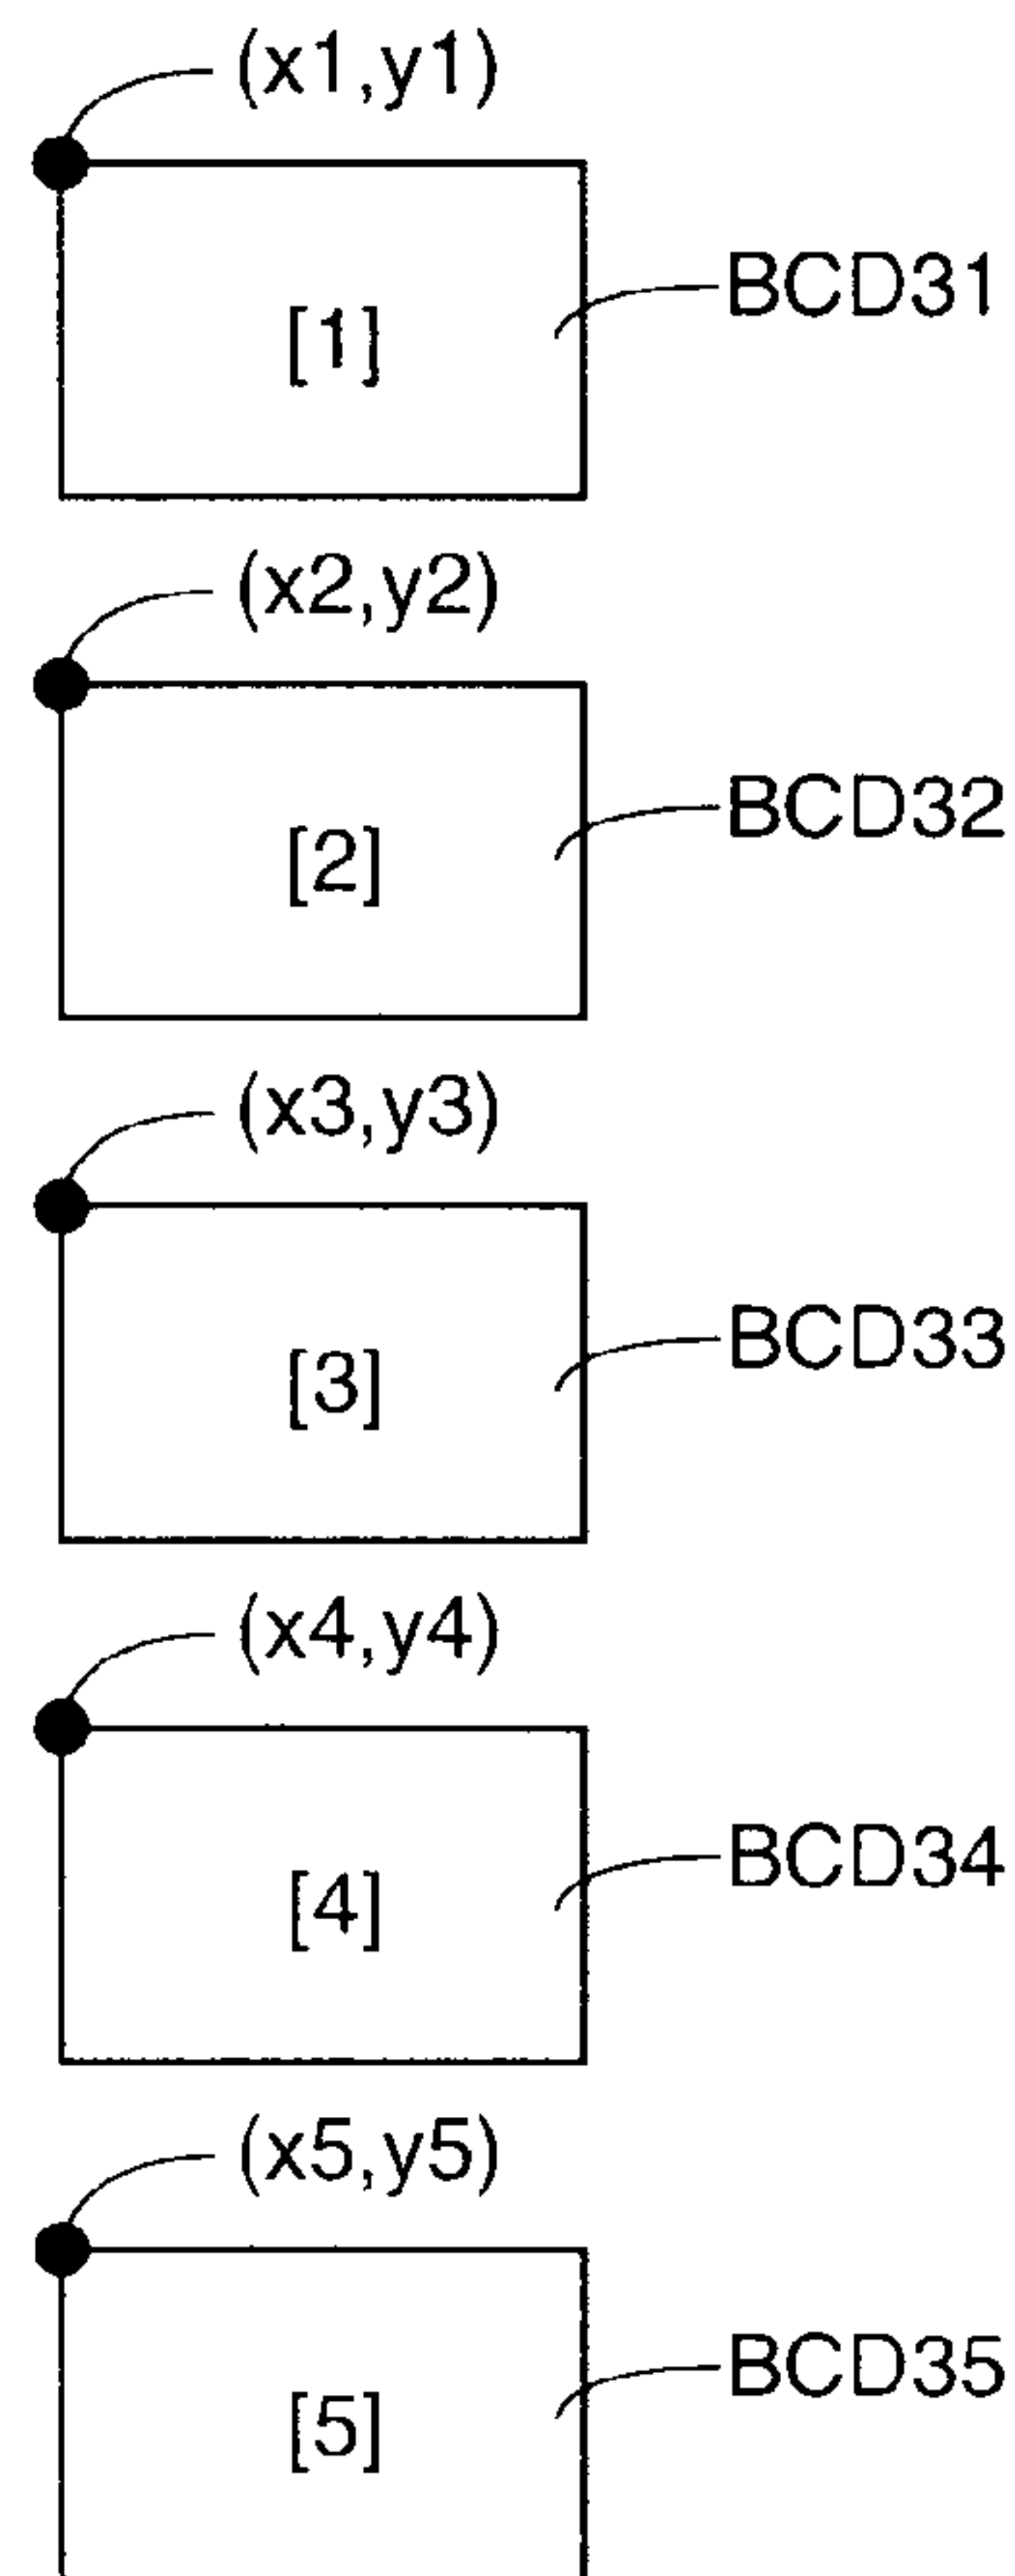 (x1,y1)
BCD31
[1]
(x2,y2)
BCD32
[2]
(x3,y3)
BCD33
[3]
(x4,y4)
BCD34
[4]
(x5,y5)
BCD35
[5]